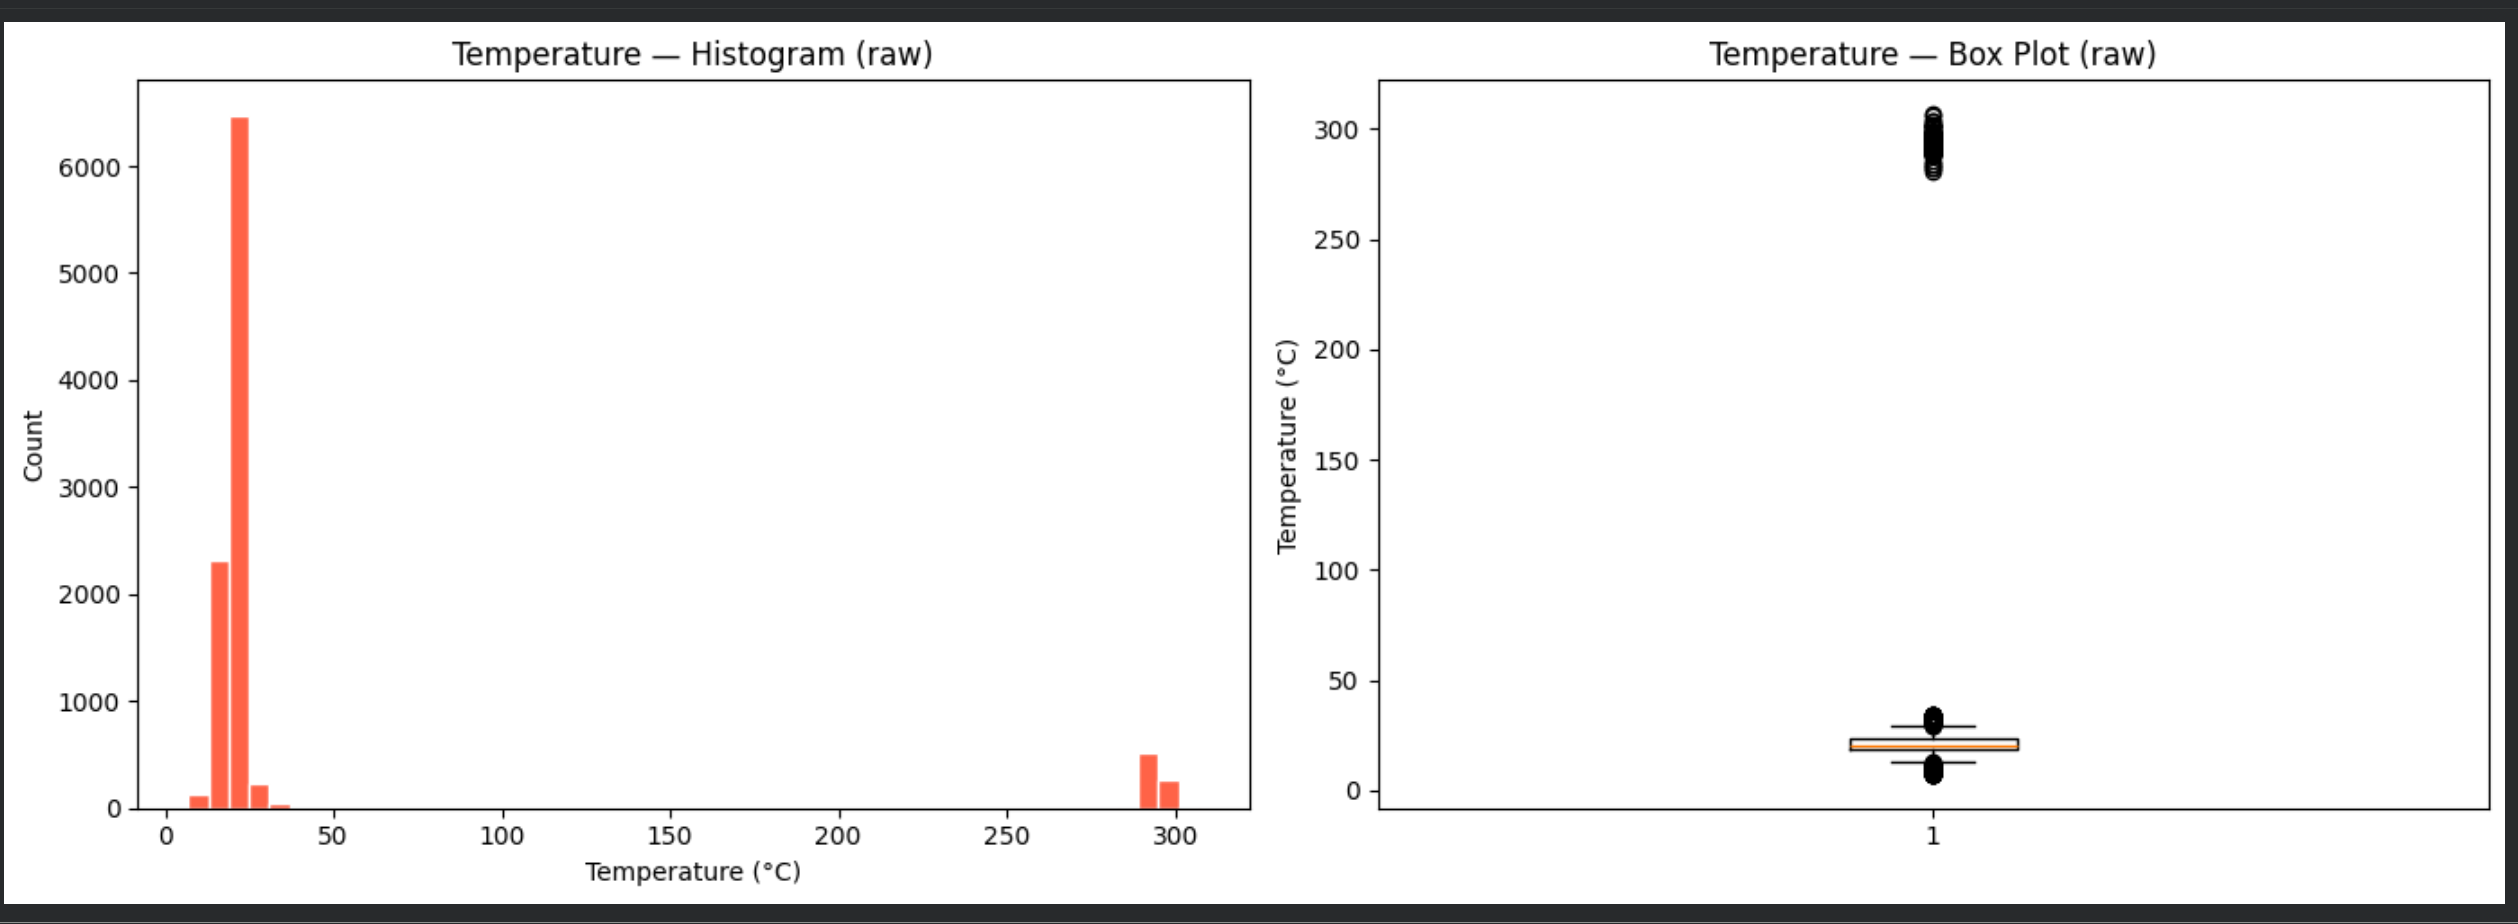 Temperature — Histogram (raw)
6000
5000
4000
3000
2000
1000
0
Count
0 50 100 150 200 250 300
Temperature (°C)
Temperature — Box Plot (raw)
300
250
200
150
100
50
0
Temperature (°C)
1